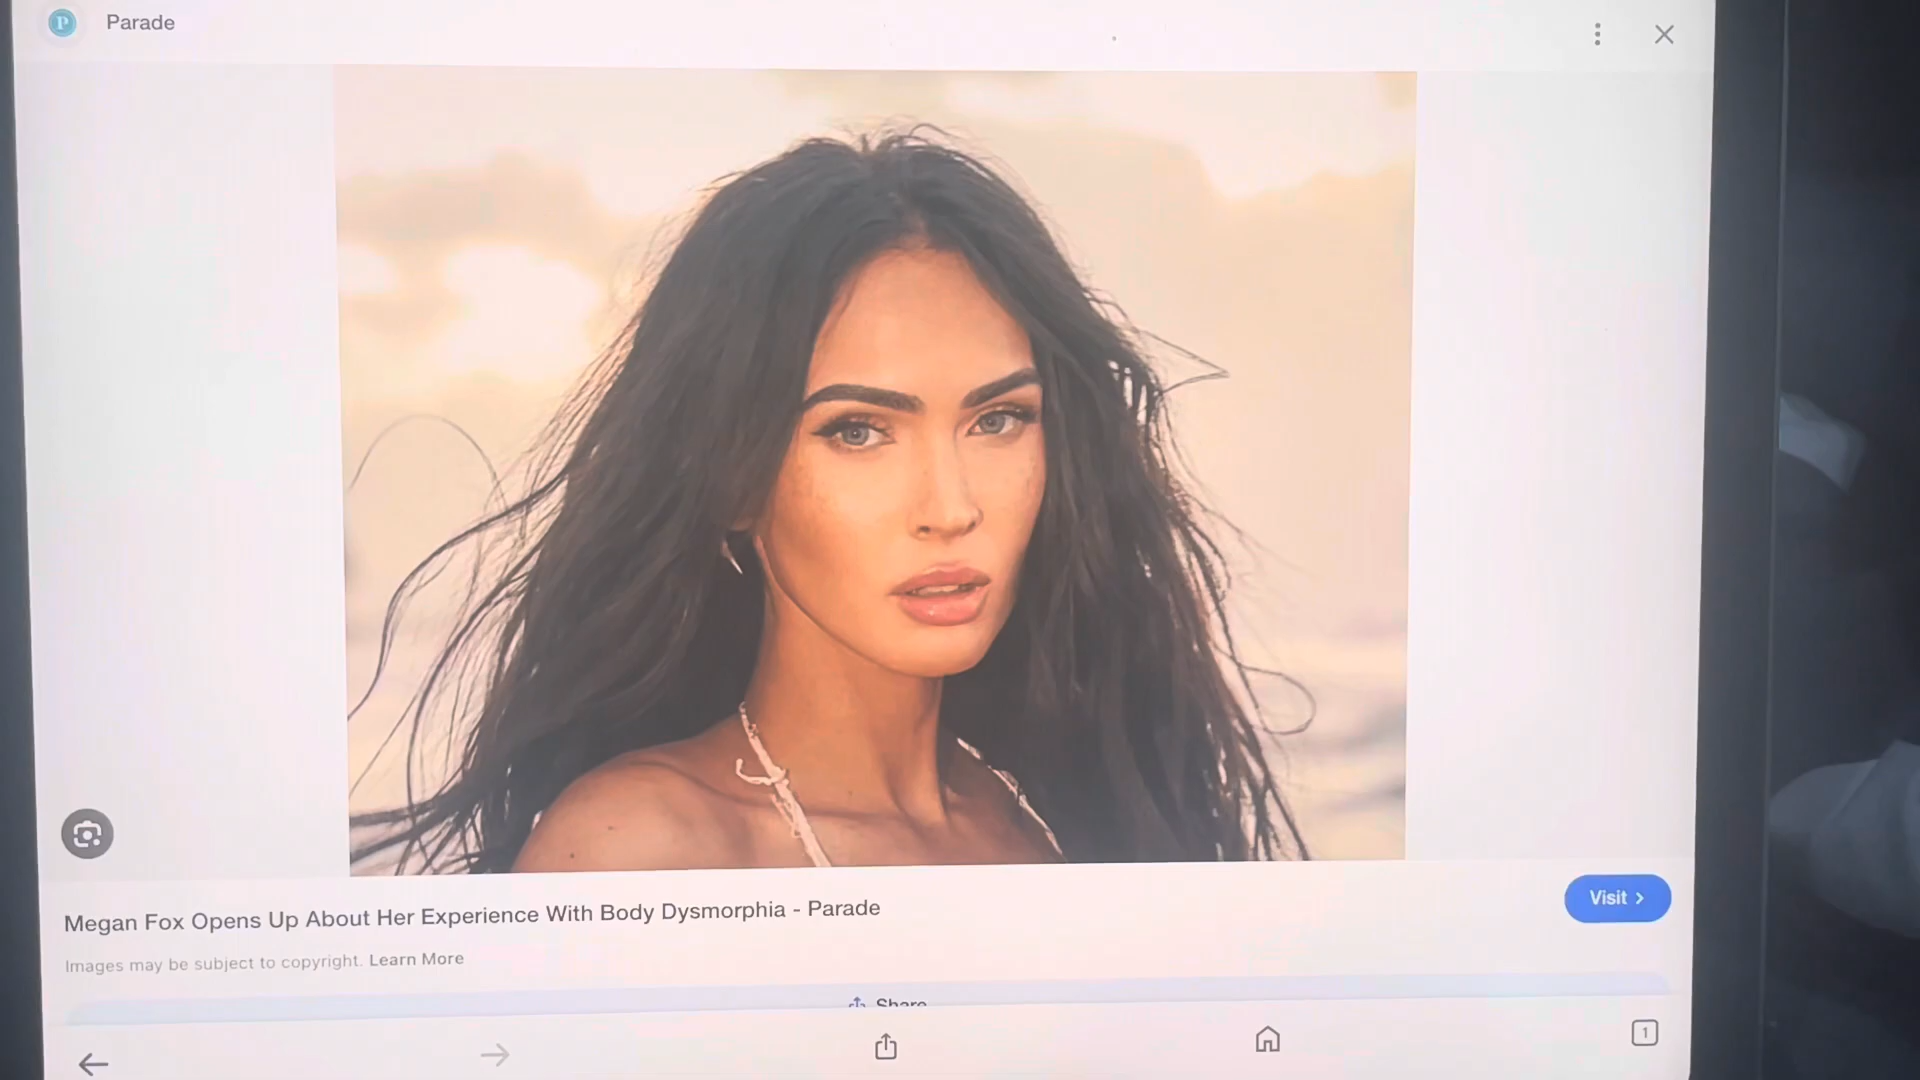 P
Parade
Megan Fox Opens Up About Her Experience With Body Dysmorphia - Parade
Visit
Images may be subject to copyright. Learn More
Share
1